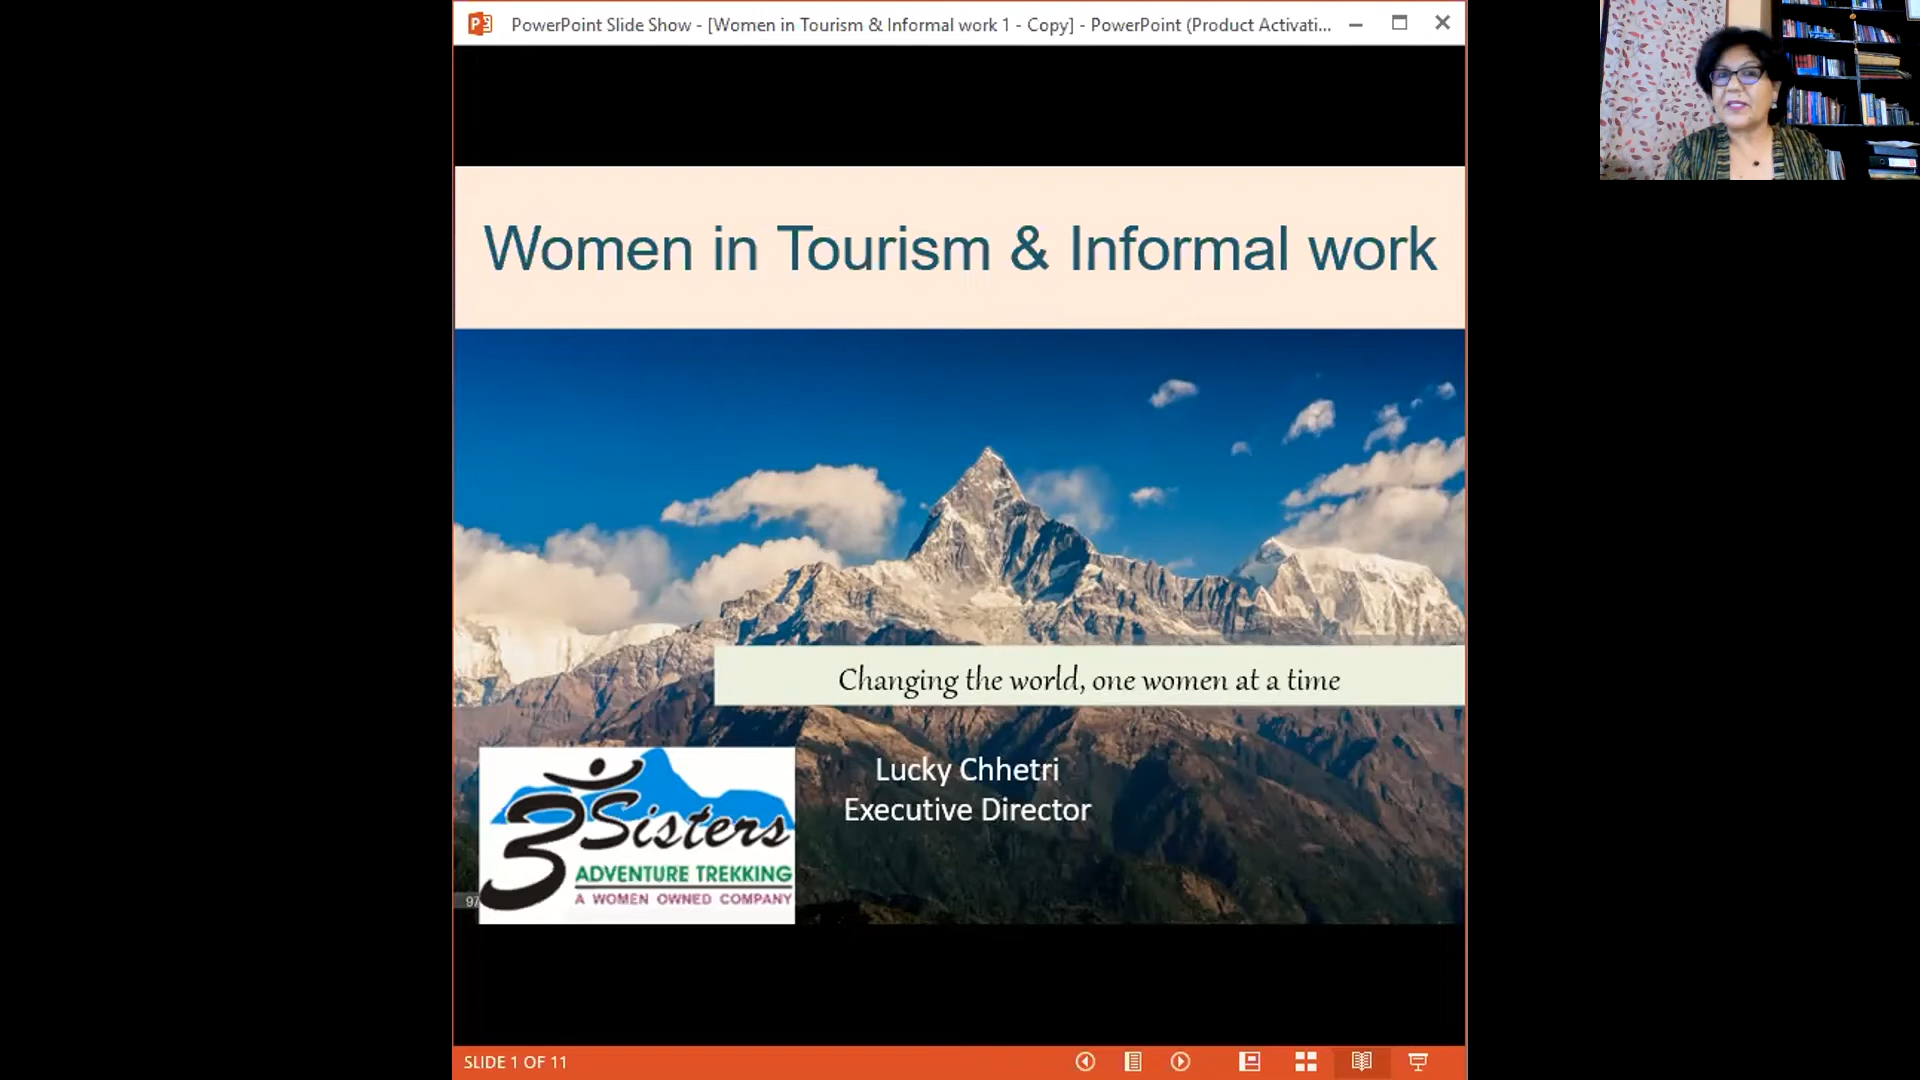 PowerPoint Slide Show - [Women in Tourism & Informal work 1 - Copy] - PowerPoint (Product Activati...
Women in Tourism & Informal work
Changing the world, one women at a time
Lucky Chhetri
Executive Director
3 Sisters
ADVENTURE TREKKING
A WOMEN OWNED COMPANY
97
SLIDE 1 OF 11